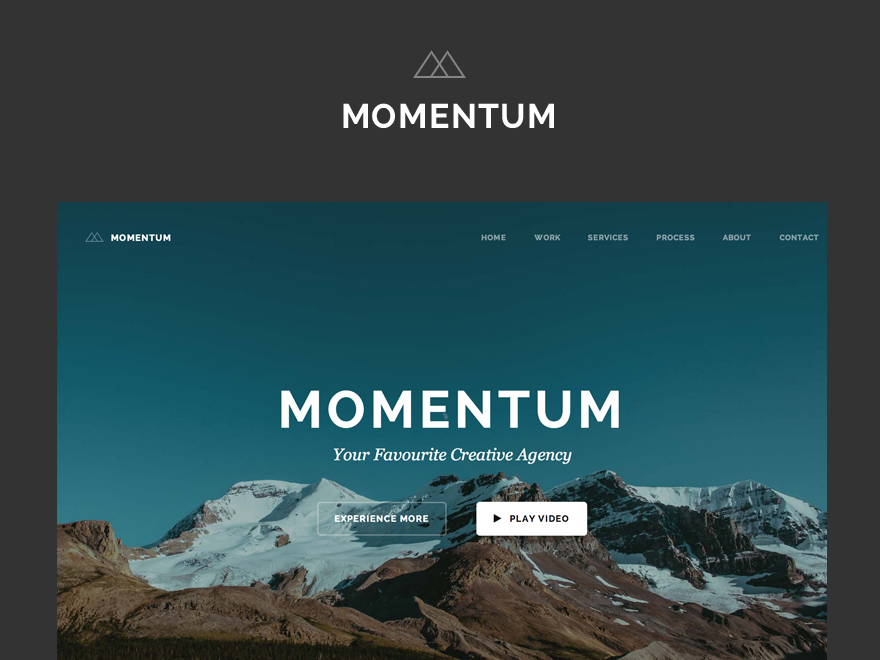 MOMENTUM
MOMENTUM
HOME WORK SERVICES PROCESS ABOUT CONTACT
MOMENTUM
Your Favourite Creative Agency
EXPERIENCE MORE
PLAY VIDEO